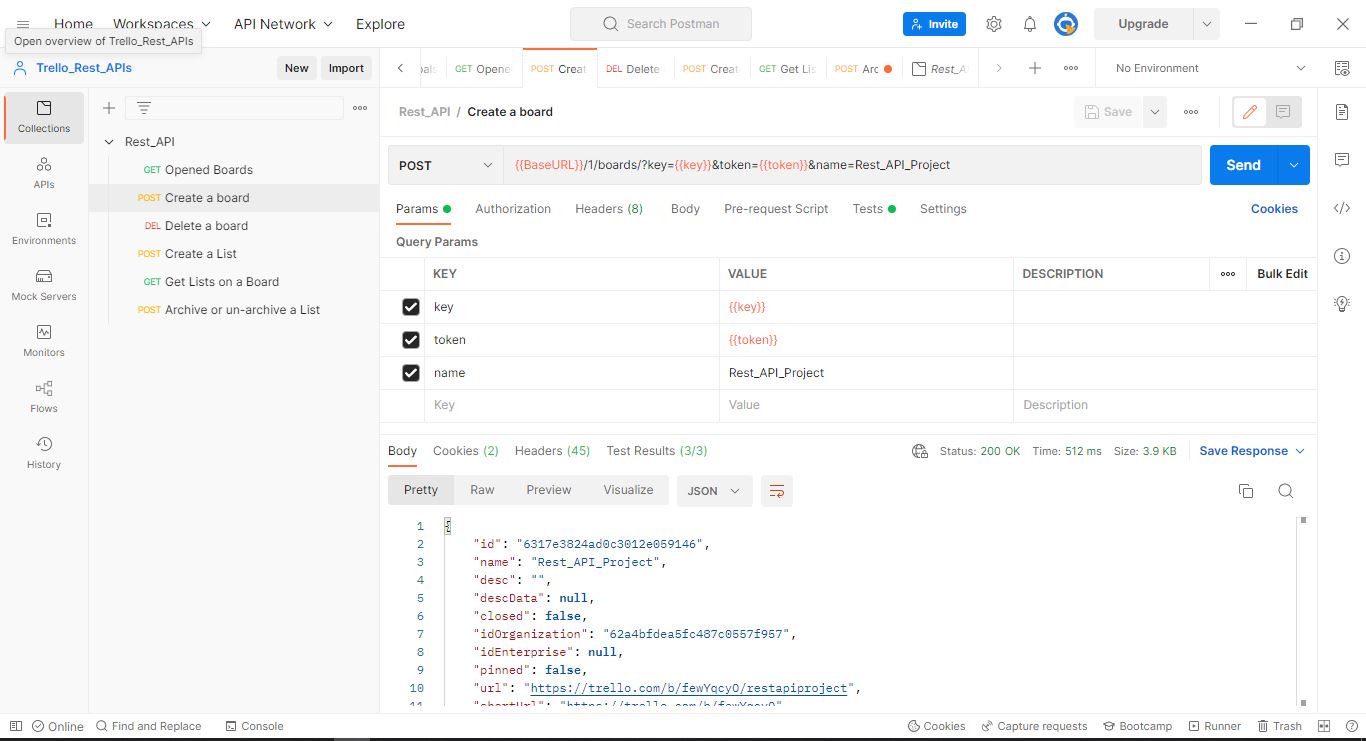 Home Workspaces API Network Explore Search Postman Invite Upgrade
Open overview of Trello_Rest_APIs
Trello_Rest_APIs New Import
GET Opene POST Creat DEL Delete POST Creat GET Get Lis POST Arc Rest_A No Environment
Collections
APIs
Environments
Mock Servers
Monitors
Flows
History
Rest_API
GET Opened Boards
POST Create a board
DEL Delete a board
POST Create a List
GET Get Lists on a Board
POST Archive or un-archive a List
Rest_API / Create a board Save
POST {{BaseURL}}/1/boards/?key={{key}}&token={{token}}&name=Rest_API_Project Send
Params Authorization Headers (8) Body Pre-request Script Tests Settings Cookies
Query Params
KEY VALUE DESCRIPTION Bulk Edit
key {{key}}
token {{token}}
name Rest_API_Project
Key Value Description
Body Cookies (2) Headers (45) Test Results (3/3) Status: 200 OK Time: 512 ms Size: 3.9 KB Save Response
Pretty Raw Preview Visualize JSON
1 {
2 "id": "6317e3824ad0c3012e059146",
3 "name": "Rest_API_Project",
4 "desc": "",
5 "descData": null,
6 "closed": false,
7 "idOrganization": "62a4bfdea5fc487c0557f957",
8 "idEnterprise": null,
9 "pinned": false,
10 "url": "https://trello.com/b/fewYqcyO/restapiproject",
11 "shortUrl": "https://trello.com/b/fewYqcyO"
Online Find and Replace Console Cookies Capture requests Bootcamp Runner Trash